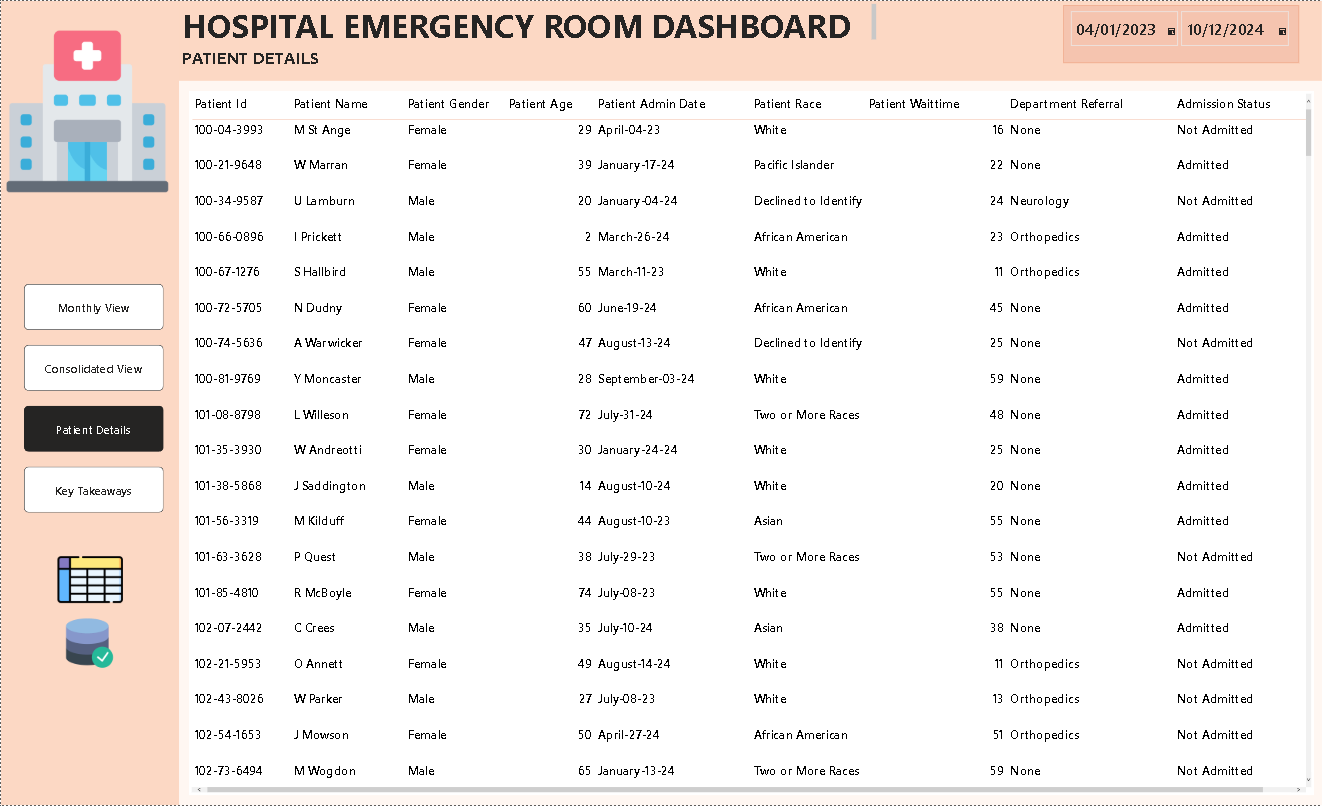 HOSPITAL EMERGENCY ROOM DASHBOARD
PATIENT DETAILS
04/01/2023 10/12/2024
Monthly View
Consolidated View
Patient Details
Key Takeaways
Patient Id Patient Name Patient Gender Patient Age Patient Admin Date Patient Race Patient Waittime Department Referral Admission Status
100-04-3993 M St Ange Female 29 April-04-23 White 16 None Not Admitted
100-21-9648 W Marran Female 39 January-17-24 Pacific Islander 22 None Admitted
100-34-9587 U Lamburn Male 20 January-04-24 Declined to Identify 24 Neurology Not Admitted
100-66-0896 I Prickett Male 2 March-26-24 African American 23 Orthopedics Admitted
100-67-1276 S Hallbird Male 55 March-11-23 White 11 Orthopedics Admitted
100-72-5705 N Dudny Female 60 June-19-24 African American 45 None Admitted
100-74-5636 A Warwicker Female 47 August-13-24 Declined to Identify 25 None Not Admitted
100-81-9769 Y Moncaster Male 28 September-03-24 White 59 None Admitted
101-08-8798 L Willeson Female 72 July-31-24 Two or More Races 48 None Admitted
101-35-3930 W Andreotti Female 30 January-24-24 White 25 None Admitted
101-38-5868 J Saddington Male 14 August-10-24 White 20 None Admitted
101-56-3319 M Kilduff Female 44 August-10-23 Asian 55 None Admitted
101-63-3628 P Quest Male 38 July-29-23 Two or More Races 53 None Not Admitted
101-85-4810 R McBoyle Female 74 July-08-23 White 55 None Admitted
102-07-2442 C Crees Male 35 July-10-24 Asian 38 None Admitted
102-21-5953 O Annett Female 49 August-14-24 White 11 Orthopedics Not Admitted
102-43-8026 W Parker Male 27 July-08-23 White 13 Orthopedics Not Admitted
102-54-1653 J Mowson Female 50 April-27-24 African American 51 Orthopedics Not Admitted
102-73-6494 M Wogdon Male 65 January-13-24 Two or More Races 59 None Not Admitted